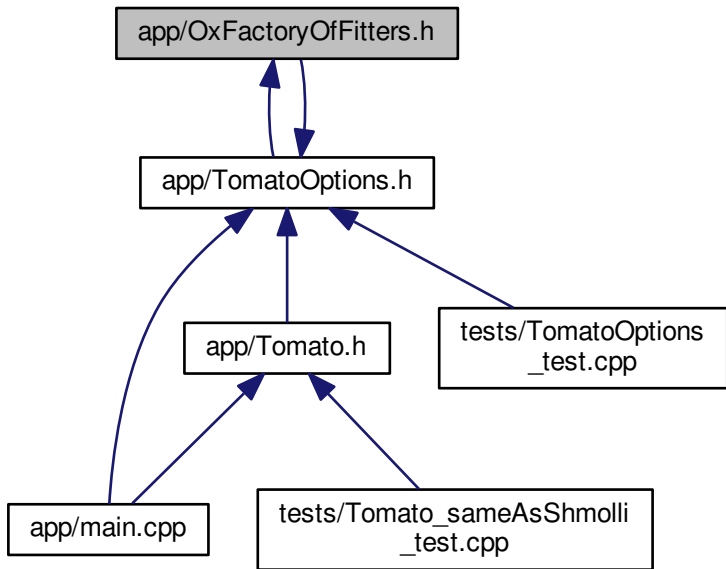 app/OxFactoryOfFitters.h
app/TomatoOptions.h
tests/TomatoOptions
_test.cpp
app/Tomato.h
app/main.cpp
tests/Tomato_sameAsShmolli
_test.cpp